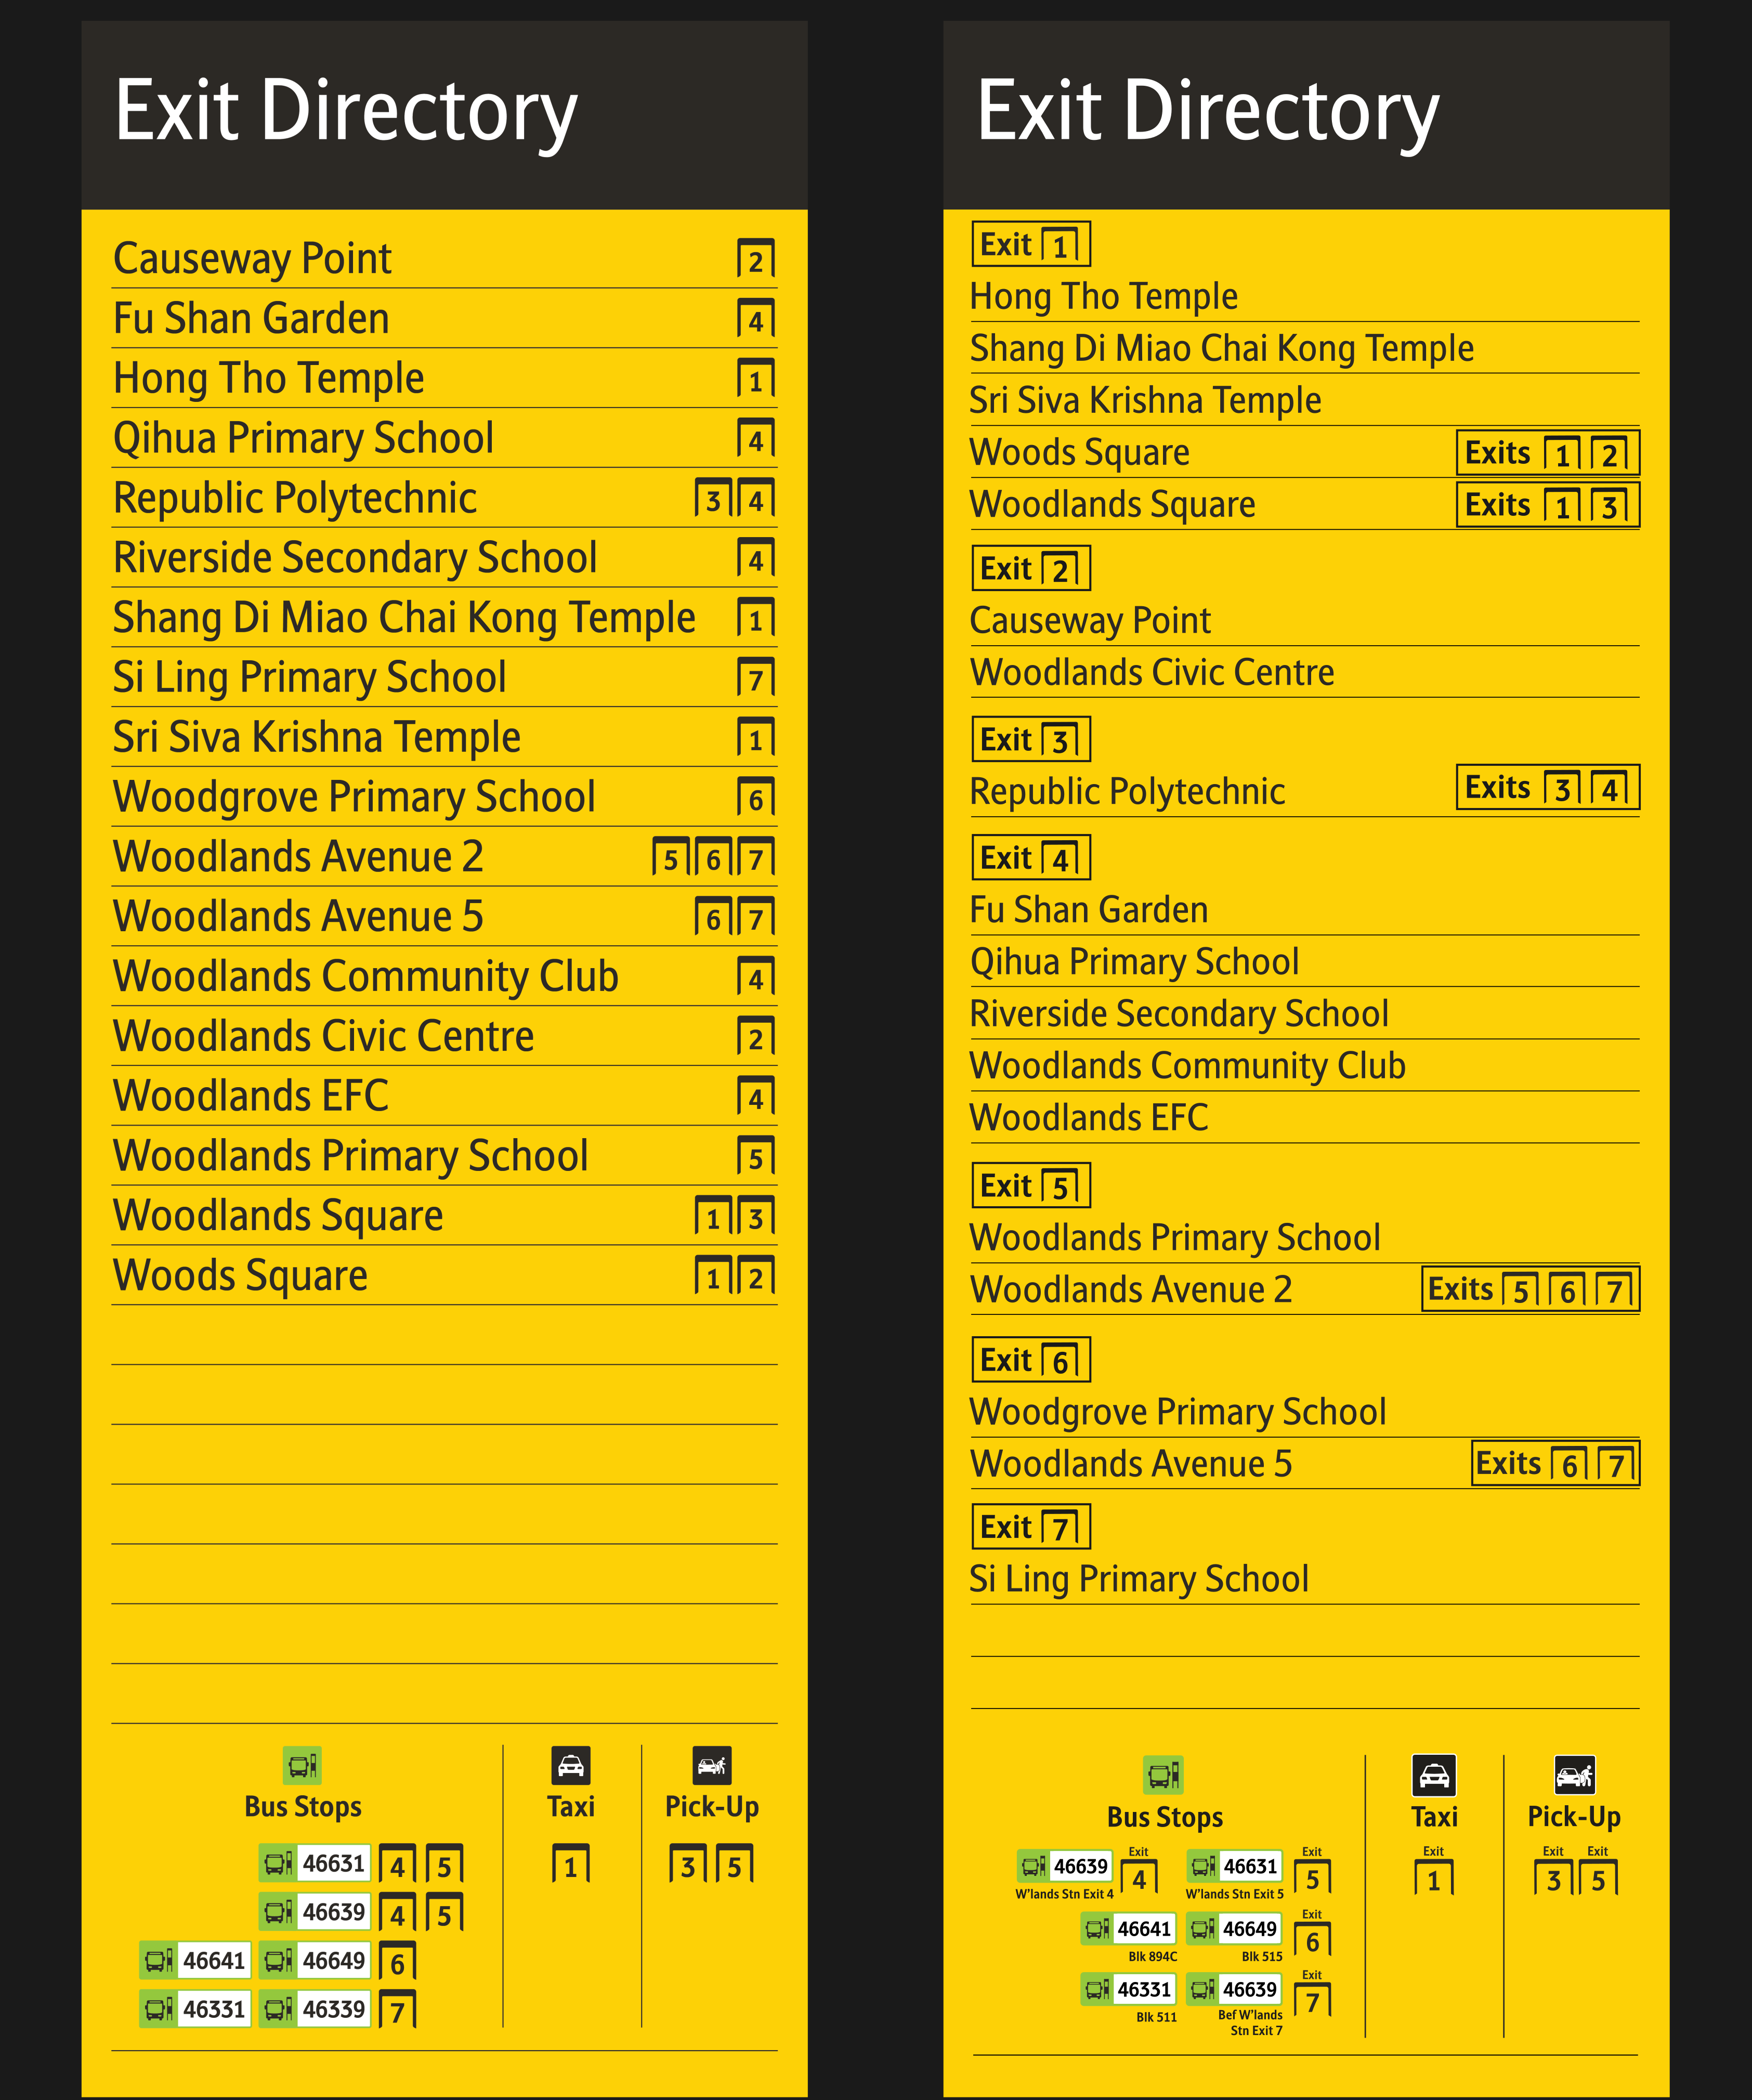 Exit Directory
Causeway Point 2
Fu Shan Garden 4
Hong Tho Temple 1
Qihua Primary School 4
Republic Polytechnic 3 4
Riverside Secondary School 4
Shang Di Miao Chai Kong Temple 1
Si Ling Primary School 7
Sri Siva Krishna Temple 1
Woodgrove Primary School 6
Woodlands Avenue 2 5 6 7
Woodlands Avenue 5 6 7
Woodlands Community Club 4
Woodlands Civic Centre 2
Woodlands EFC 4
Woodlands Primary School 5
Woodlands Square 1 3
Woods Square 1 2
Bus Stops
46631 4 5
46639 4 5
46641 46649 6
46331 46339 7
Taxi
1
Pick-Up
3 5
Exit Directory
Exit 1
Hong Tho Temple
Shang Di Miao Chai Kong Temple
Sri Siva Krishna Temple
Woods Square Exits 1 2
Woodlands Square Exits 1 3
Exit 2
Causeway Point
Woodlands Civic Centre
Exit 3
Republic Polytechnic Exits 3 4
Exit 4
Fu Shan Garden
Qihua Primary School
Riverside Secondary School
Woodlands Community Club
Woodlands EFC
Exit 5
Woodlands Primary School
Woodlands Avenue 2 Exits 5 6 7
Exit 6
Woodgrove Primary School
Woodlands Avenue 5 Exits 6 7
Exit 7
Si Ling Primary School
Bus Stops
Exit Exit
46639 4 46631 5
W'lands Stn Exit 4 W'lands Stn Exit 5
Exit
46641 46649 6
Blk 894C Blk 515
Exit
46331 46639 7
Blk 511 Bef W'lands
Stn Exit 7
Taxi
Exit
1
Pick-Up
Exit Exit
3 5